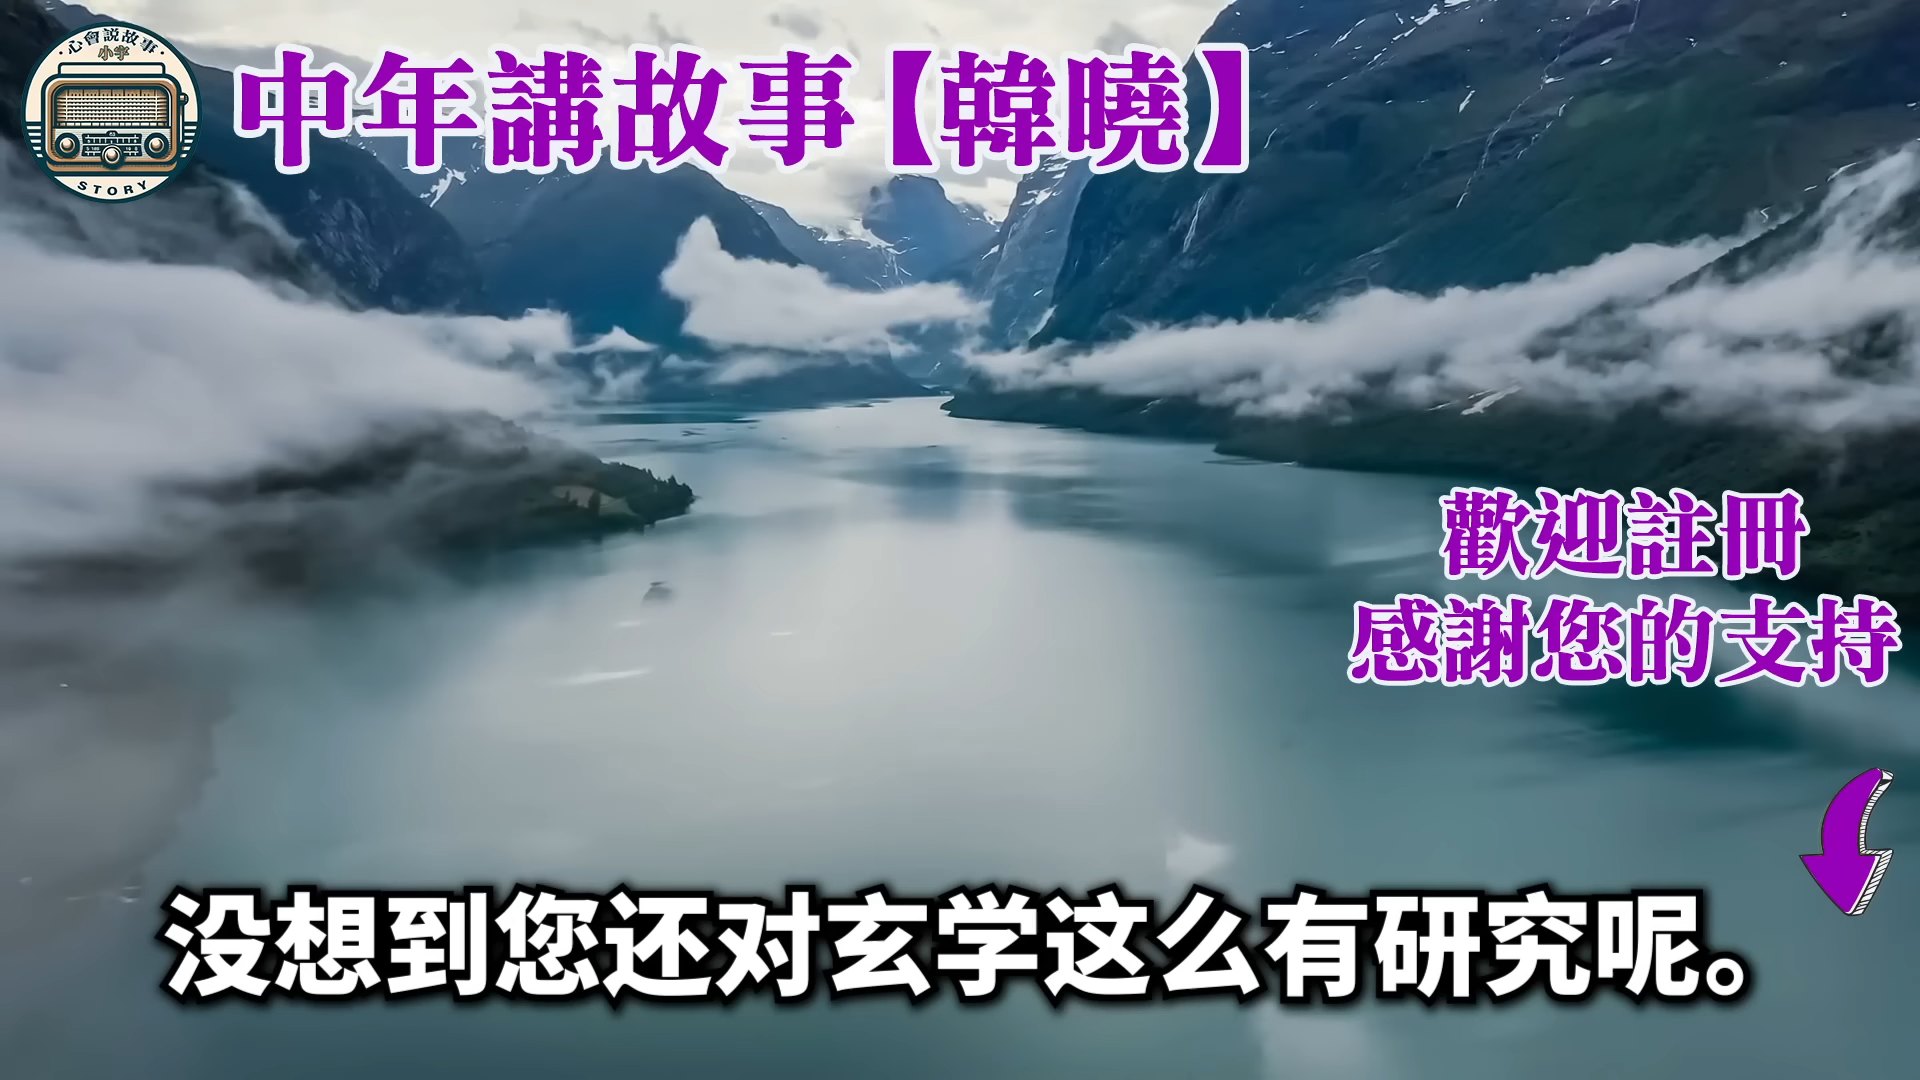 ·心會説故事·
小宇
STORY
中年講故事【韓曉】
歡迎註冊
感謝您的支持
没想到您还对玄学这么有研究呢。